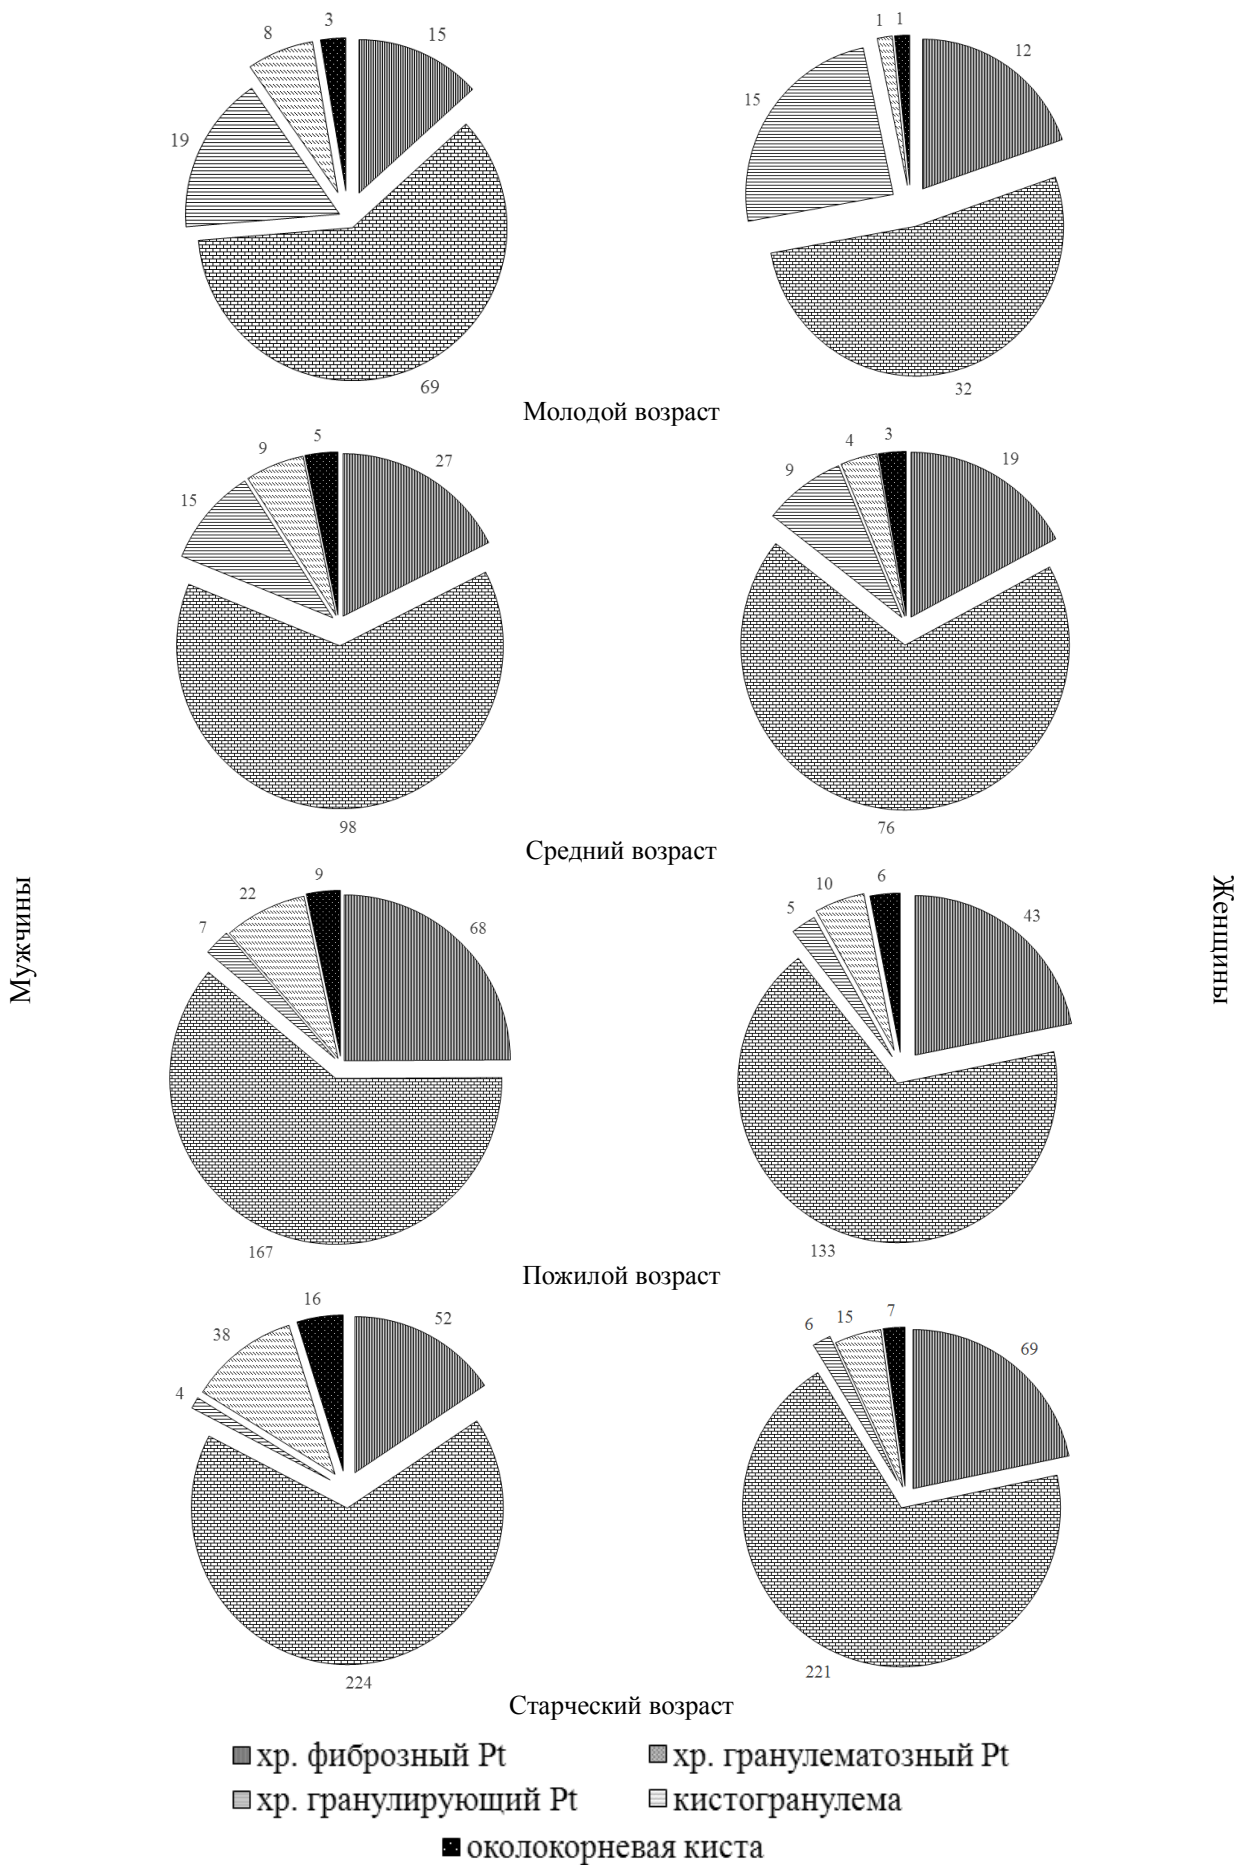 8 3 15
1 1 12
19
15
69
32
Молодой возраст
9 5 27
4 3 19
15
9
98
76
Средний возраст
Мужчины
Женщины
7 22 9 68
5 10 6 43
167
133
Пожилой возраст
4 38 16 52
6 15 7 69
224
221
Старческий возраст
хр. фиброзный Pt хр. гранулематозный Pt
хр. гранулирующий Pt кистогранулема
околокорневая киста